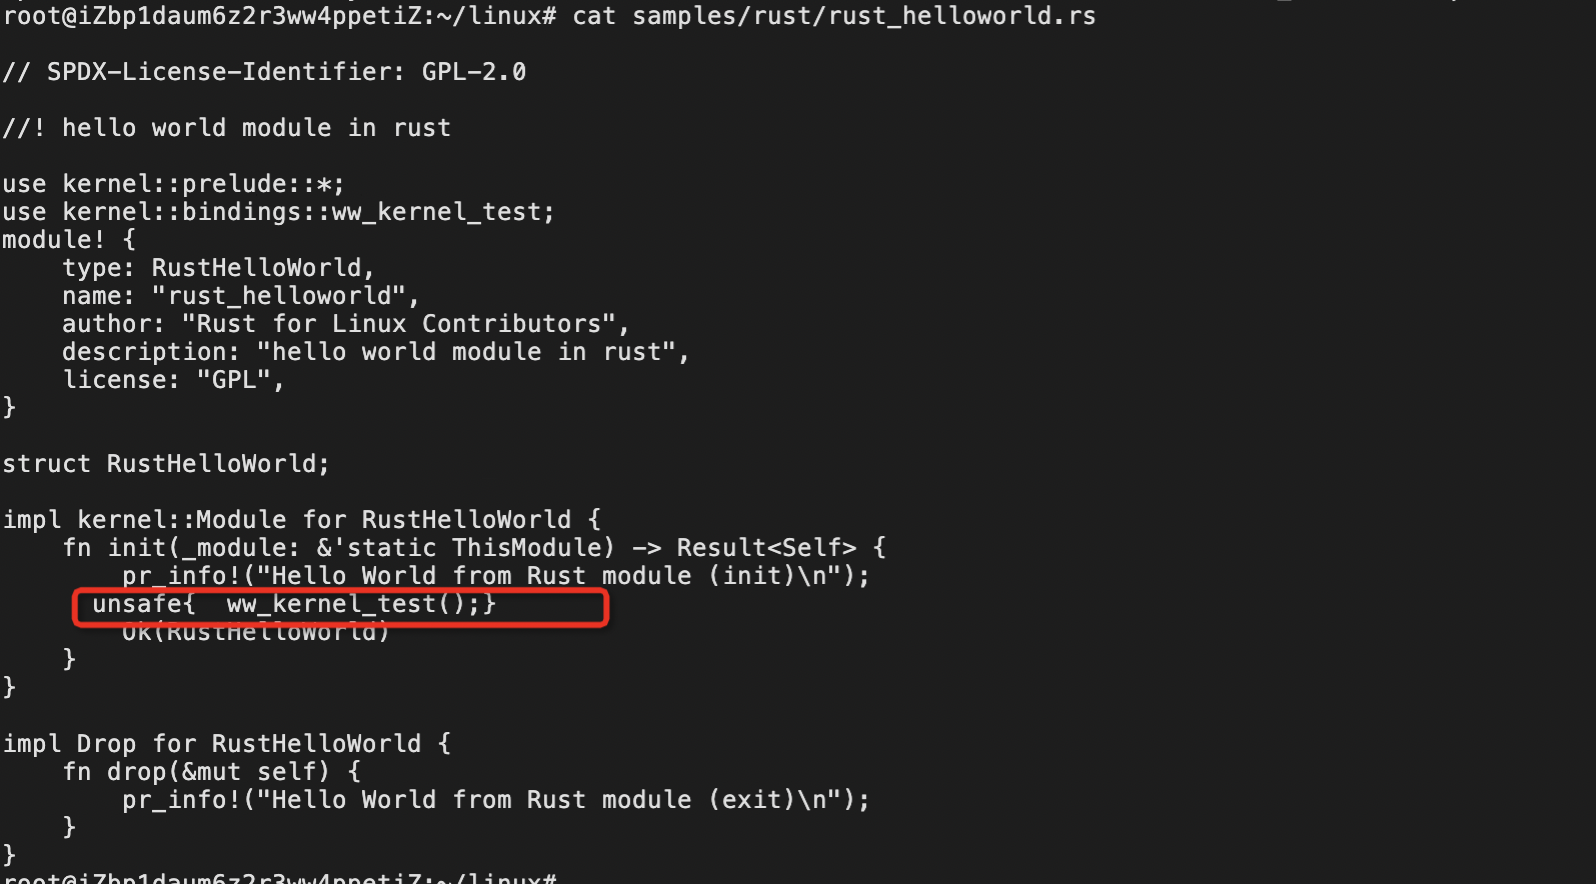 root@iZbp1daum6z2r3ww4ppetiZ:~/linux# cat samples/rust/rust_helloworld.rs
// SPDX-License-Identifier: GPL-2.0
//! hello world module in rust
use kernel::prelude::*;
use kernel::bindings::ww_kernel_test;
module! {
    type: RustHelloWorld,
    name: "rust_helloworld",
    author: "Rust for Linux Contributors",
    description: "hello world module in rust",
    license: "GPL",
}
struct RustHelloWorld;
impl kernel::Module for RustHelloWorld {
    fn init(_module: &'static ThisModule) -> Result<Self> {
        pr_info!("Hello World from Rust module (init)\n");
      unsafe{  ww_kernel_test();}
        Ok(RustHelloWorld)
    }
}
impl Drop for RustHelloWorld {
    fn drop(&mut self) {
        pr_info!("Hello World from Rust module (exit)\n");
    }
}
root@iZbp1daum6z2r3ww4ppetiZ:~/linux#